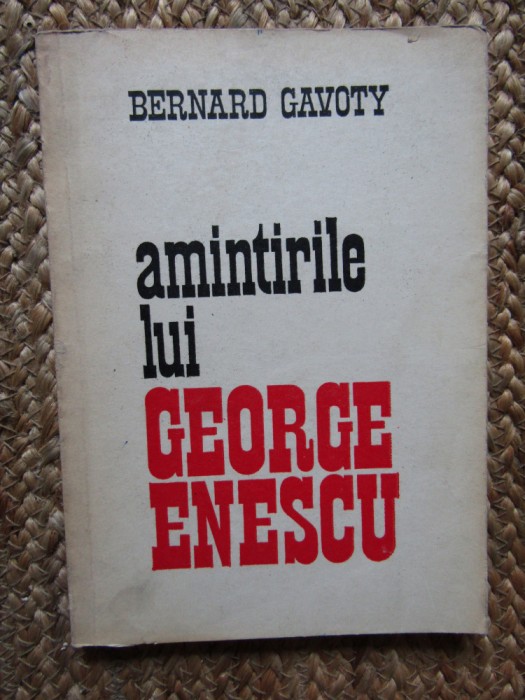 BERNARD GAVOTY
amintirile
lui
GEORGE
ENESCU